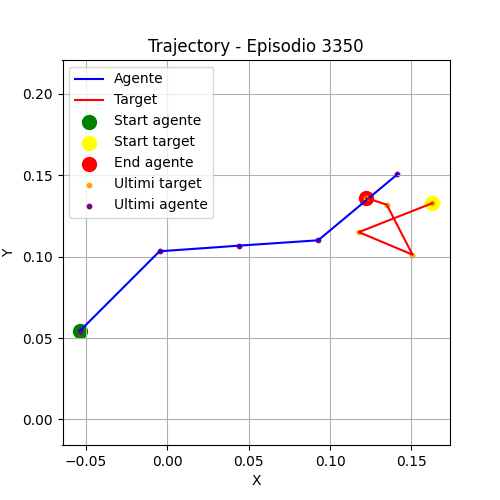 Trajectory - Episodio 3350
Agente
Target
Start agente
Start target
End agente
Ultimi target
Ultimi agente
0.20
0.15
0.10
0.05
0.00
Y
−0.05 0.00 0.05 0.10 0.15
X